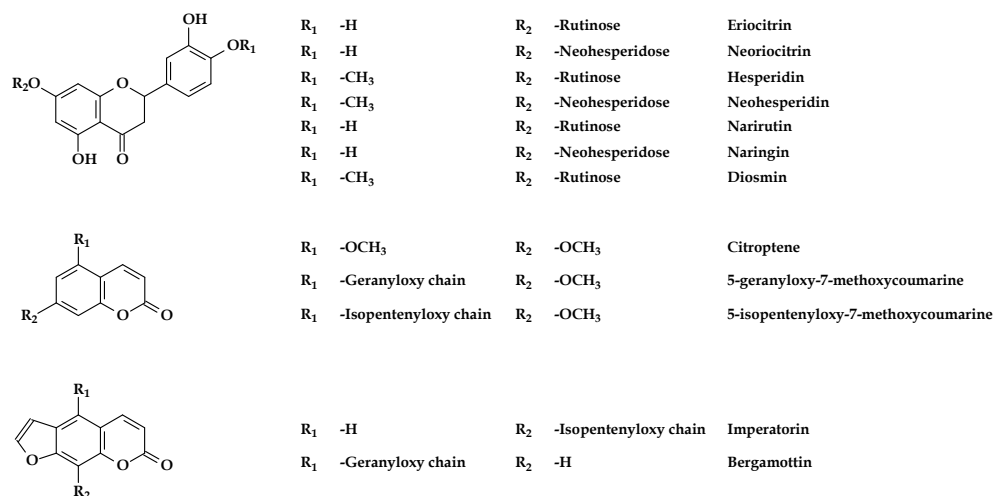 R₁ -H R₂ -Rutinose Eriocitrin
R₁ -H R₂ -Neohesperidose Neoriocitrin
R₁ -CH₃ R₂ -Rutinose Hesperidin
R₁ -CH₃ R₂ -Neohesperidose Neohesperidin
R₁ -H R₂ -Rutinose Narirutin
R₁ -H R₂ -Neohesperidose Naringin
R₁ -CH₃ R₂ -Rutinose Diosmin
OH
OR₁
R₂O
O
OH
O
R₁ -OCH₃ R₂ -OCH₃ Citroptene
R₁ -Geranyloxy chain R₂ -OCH₃ 5-geranyloxy-7-methoxycoumarine
R₁ -Isopentenyloxy chain R₂ -OCH₃ 5-isopentenyloxy-7-methoxycoumarine
R₁
R₂
O
O
R₁ -H R₂ -Isopentenyloxy chain Imperatorin
R₁ -Geranyloxy chain R₂ -H Bergamottin
R₁
O
O
O
R₂